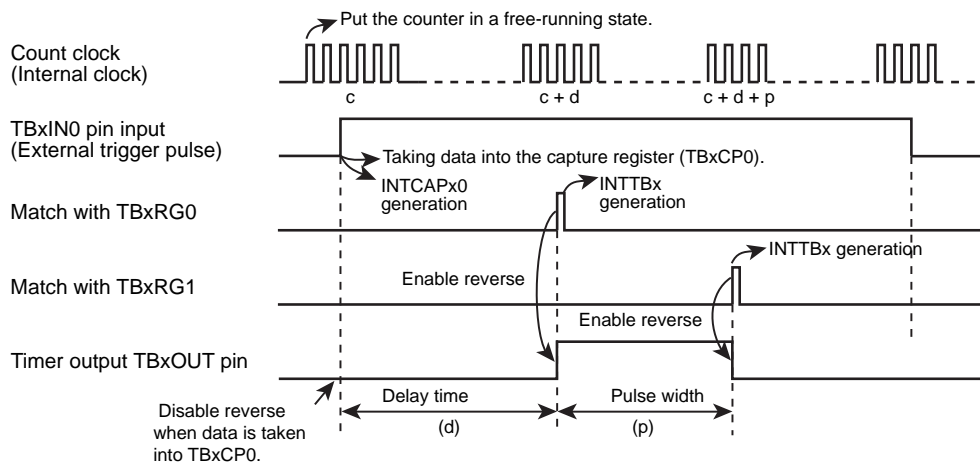 Put the counter in a free-running state.
Count clock
(Internal clock)
c
c + d
c + d + p
TBxIN0 pin input
(External trigger pulse)
Taking data into the capture register (TBxCP0).
INTCAPx0
generation
INTTBx
generation
Match with TBxRG0
INTTBx generation
Enable reverse
Match with TBxRG1
Enable reverse
Timer output TBxOUT pin
Disable reverse
when data is taken
into TBxCP0.
Delay time
(d)
Pulse width
(p)